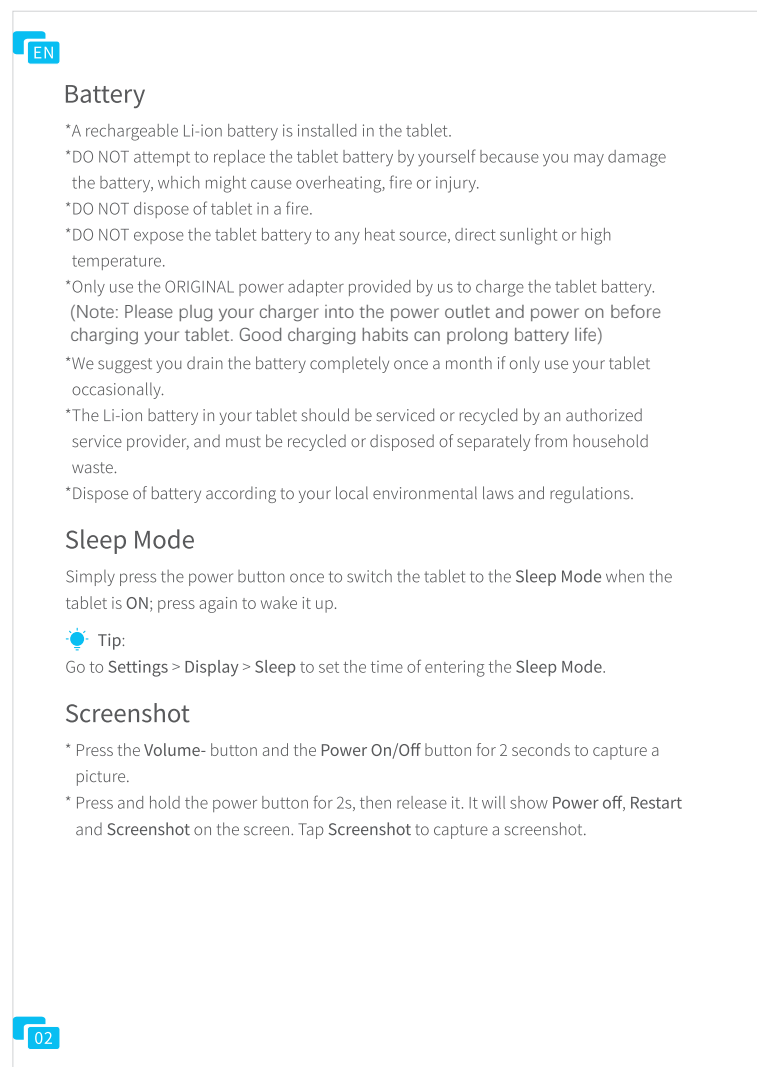 EN
Battery
*A rechargeable Li-ion battery is installed in the tablet.
*DO NOT attempt to replace the tablet battery by yourself because you may damage
the battery, which might cause overheating, fire or injury.
*DO NOT dispose of tablet in a fire.
*DO NOT expose the tablet battery to any heat source, direct sunlight or high
temperature.
*Only use the ORIGINAL power adapter provided by us to charge the tablet battery.
(Note: Please plug your charger into the power outlet and power on before
charging your tablet. Good charging habits can prolong battery life)
*We suggest you drain the battery completely once a month if only use your tablet
occasionally.
*The Li-ion battery in your tablet should be serviced or recycled by an authorized
service provider, and must be recycled or disposed of separately from household
waste.
*Dispose of battery according to your local environmental laws and regulations.
Sleep Mode
Simply press the power button once to switch the tablet to the Sleep Mode when the
tablet is ON; press again to wake it up.
Tip:
Go to Settings > Display > Sleep to set the time of entering the Sleep Mode.
Screenshot
* Press the Volume- button and the Power On/Off button for 2 seconds to capture a
picture.
* Press and hold the power button for 2s, then release it. It will show Power off, Restart
and Screenshot on the screen. Tap Screenshot to capture a screenshot.
02